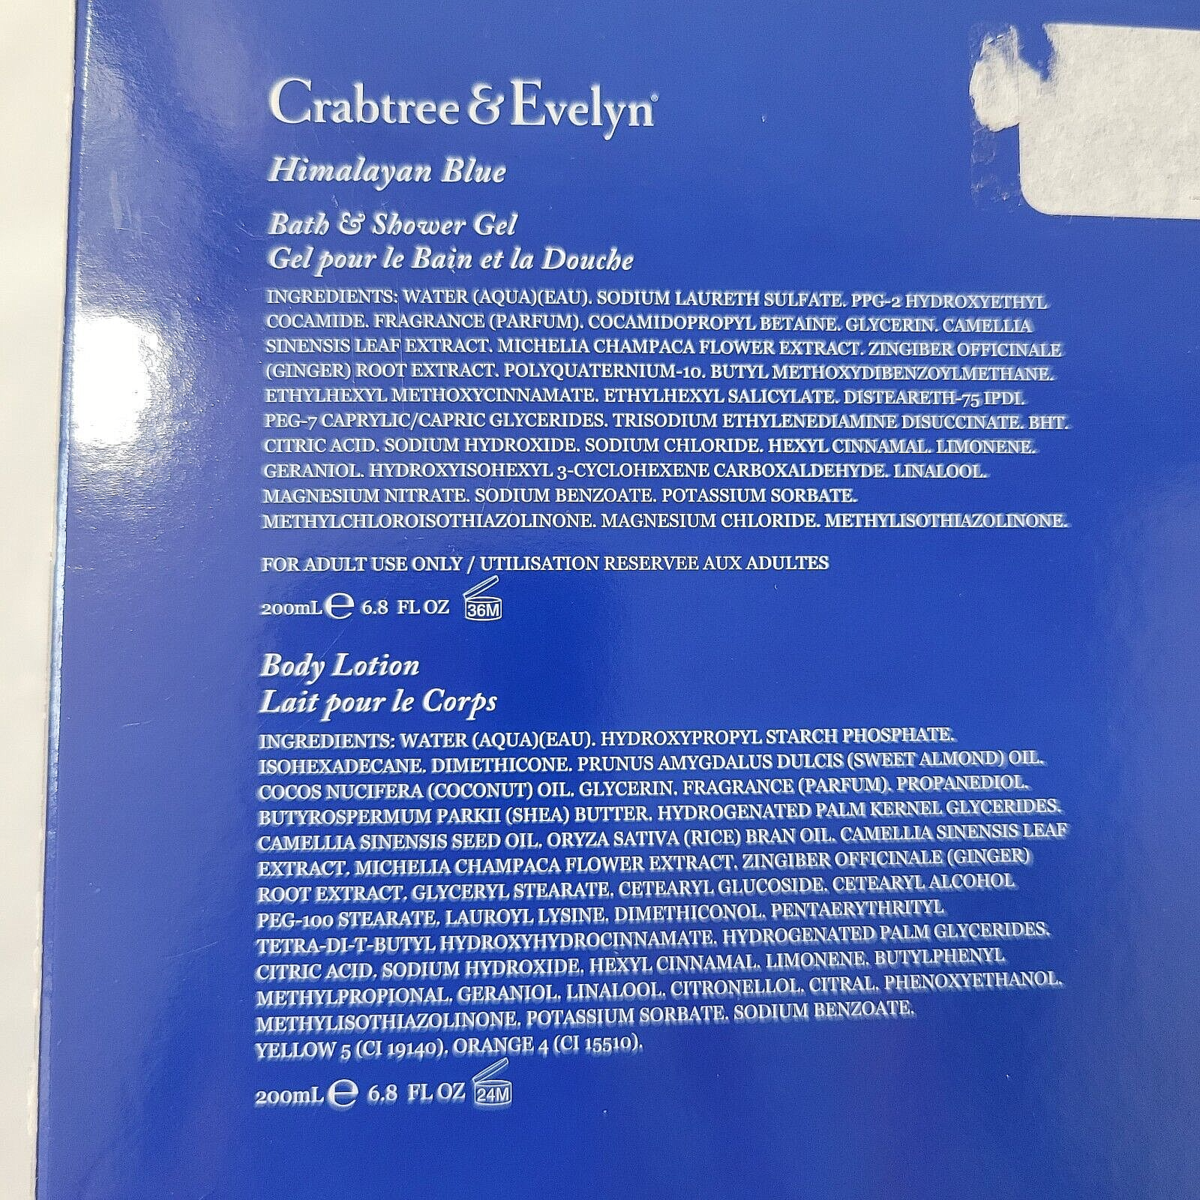 Crabtree & Evelyn®
Himalayan Blue
Bath & Shower Gel
Gel pour le Bain et la Douche
INGREDIENTS: WATER (AQUA)(EAU). SODIUM LAURETH SULFATE. PPG-2 HYDROXYETHYL
COCAMIDE. FRAGRANCE (PARFUM). COCAMIDOPROPYL BETAINE. GLYCERIN. CAMELLIA
SINENSIS LEAF EXTRACT. MICHELIA CHAMPACA FLOWER EXTRACT. ZINGIBER OFFICINALE
(GINGER) ROOT EXTRACT. POLYQUATERNIUM-10. BUTYL METHOXYDIBENZOYLMETHANE.
ETHYLHEXYL METHOXYCINNAMATE. ETHYLHEXYL SALICYLATE. DISTEARETH-75 IPDI.
PEG-7 CAPRYLIC/CAPRIC GLYCERIDES. TRISODIUM ETHYLENEDIAMINE DISUCCINATE. BHT.
CITRIC ACID. SODIUM HYDROXIDE. SODIUM CHLORIDE. HEXYL CINNAMAL. LIMONENE.
GERANIOL. HYDROXYISOHEXYL 3-CYCLOHEXENE CARBOXALDEHYDE. LINALOOL.
MAGNESIUM NITRATE. SODIUM BENZOATE. POTASSIUM SORBATE.
METHYLCHLOROISOTHIAZOLINONE. MAGNESIUM CHLORIDE. METHYLISOTHIAZOLINONE.
FOR ADULT USE ONLY / UTILISATION RESERVEE AUX ADULTES
200mL ℮ 6.8 FL OZ 36M
Body Lotion
Lait pour le Corps
INGREDIENTS: WATER (AQUA)(EAU). HYDROXYPROPYL STARCH PHOSPHATE.
ISOHEXADECANE. DIMETHICONE. PRUNUS AMYGDALUS DULCIS (SWEET ALMOND) OIL.
COCOS NUCIFERA (COCONUT) OIL. GLYCERIN. FRAGRANCE (PARFUM). PROPANEDIOL.
BUTYROSPERMUM PARKII (SHEA) BUTTER. HYDROGENATED PALM KERNEL GLYCERIDES.
CAMELLIA SINENSIS SEED OIL. ORYZA SATIVA (RICE) BRAN OIL. CAMELLIA SINENSIS LEAF
EXTRACT. MICHELIA CHAMPACA FLOWER EXTRACT. ZINGIBER OFFICINALE (GINGER)
ROOT EXTRACT. GLYCERYL STEARATE. CETEARYL GLUCOSIDE. CETEARYL ALCOHOL
PEG-100 STEARATE. LAUROYL LYSINE. DIMETHICONOL. PENTAERYTHRITYL
TETRA-DI-T-BUTYL HYDROXYHYDROCINNAMATE. HYDROGENATED PALM GLYCERIDES.
CITRIC ACID. SODIUM HYDROXIDE. HEXYL CINNAMAL. LIMONENE. BUTYLPHENYL
METHYLPROPIONAL. GERANIOL. LINALOOL. CITRONELLOL. CITRAL. PHENOXYETHANOL.
METHYLISOTHIAZOLINONE. POTASSIUM SORBATE. SODIUM BENZOATE.
YELLOW 5 (CI 19140). ORANGE 4 (CI 15510).
200mL ℮ 6.8 FL OZ 24M